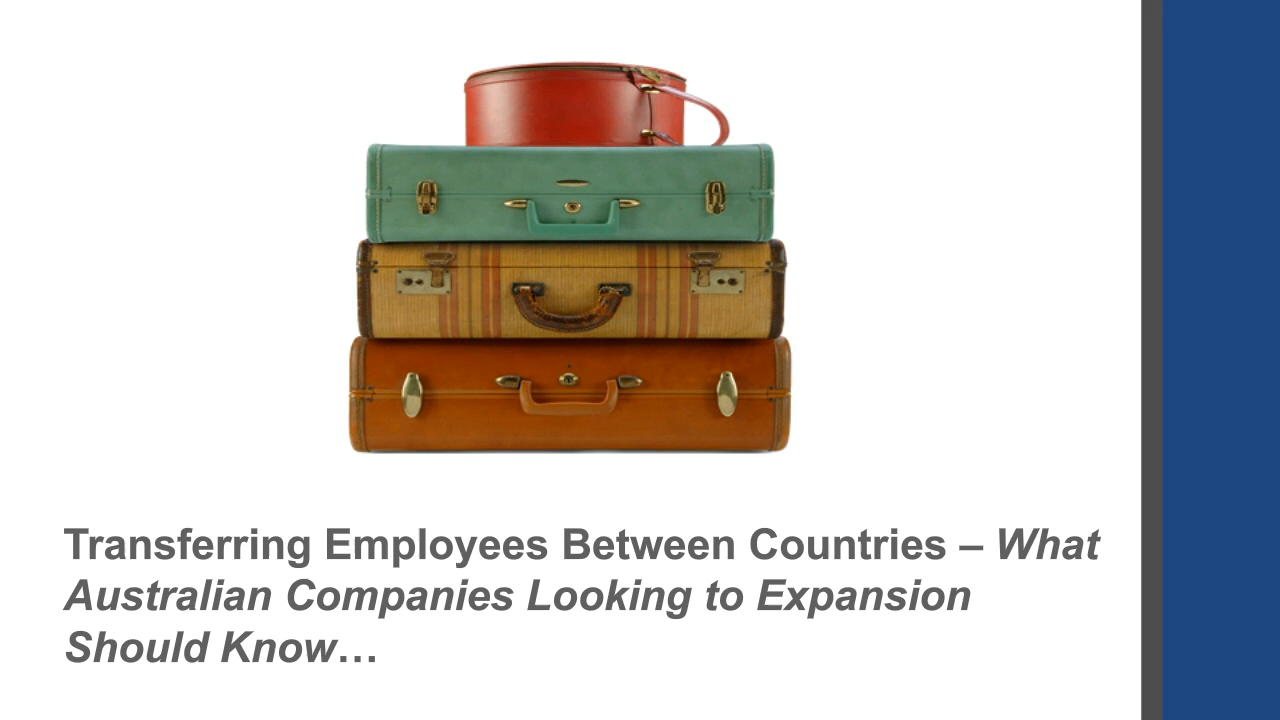 Transferring Employees Between Countries – What
Australian Companies Looking to Expansion
Should Know…